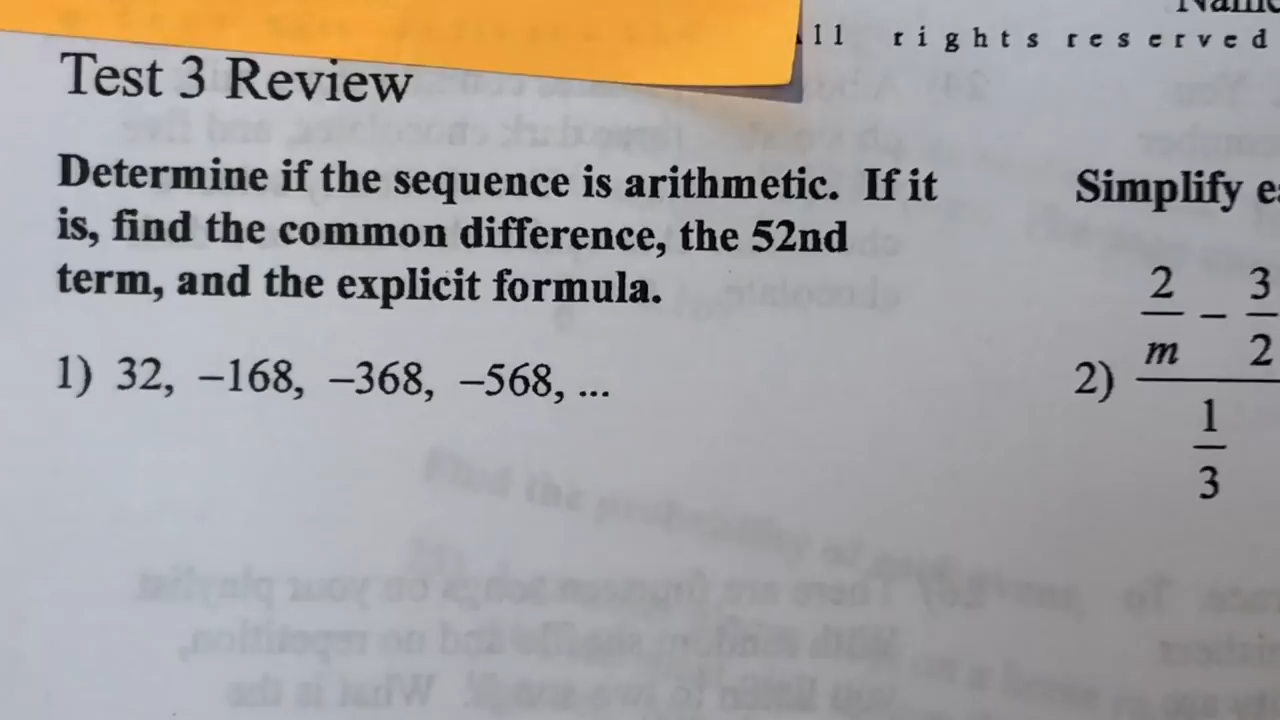 rights reserved
Test 3 Review
Determine if the sequence is arithmetic. If it
is, find the common difference, the 52nd
term, and the explicit formula.
1) 32, –168, –368, –568, ...
Simplify
2) 2/m – 3/2
1/3